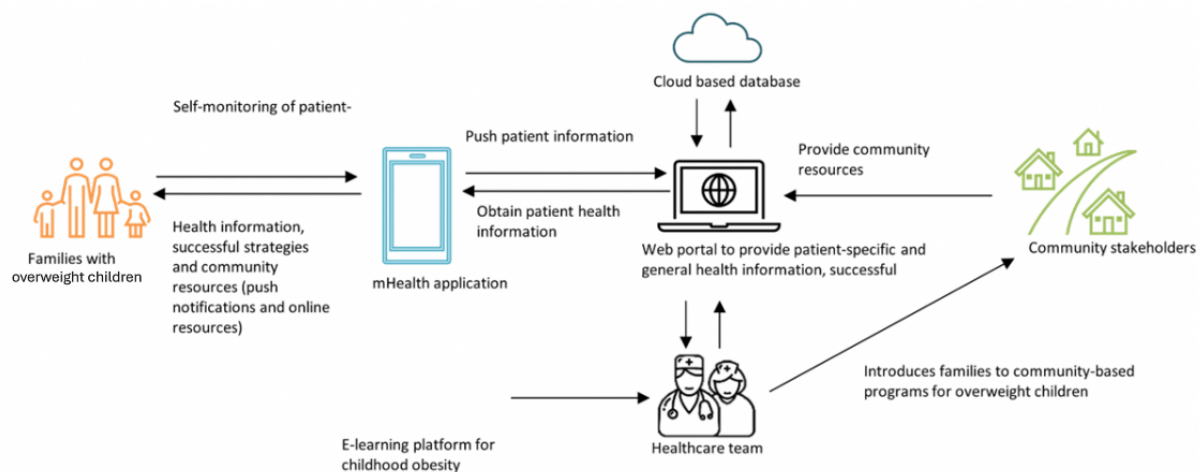 Cloud based database
Self-monitoring of patient-
Push patient information
Provide community
resources
Obtain patient health
information
Health information,
successful strategies
and community
resources (push
notifications and online
resources)
Families with
overweight children
mHealth application
Web portal to provide patient-specific and
general health information, successful
Community stakeholders
Introduces families to community-based
programs for overweight children
E-learning platform for
childhood obesity
Healthcare team